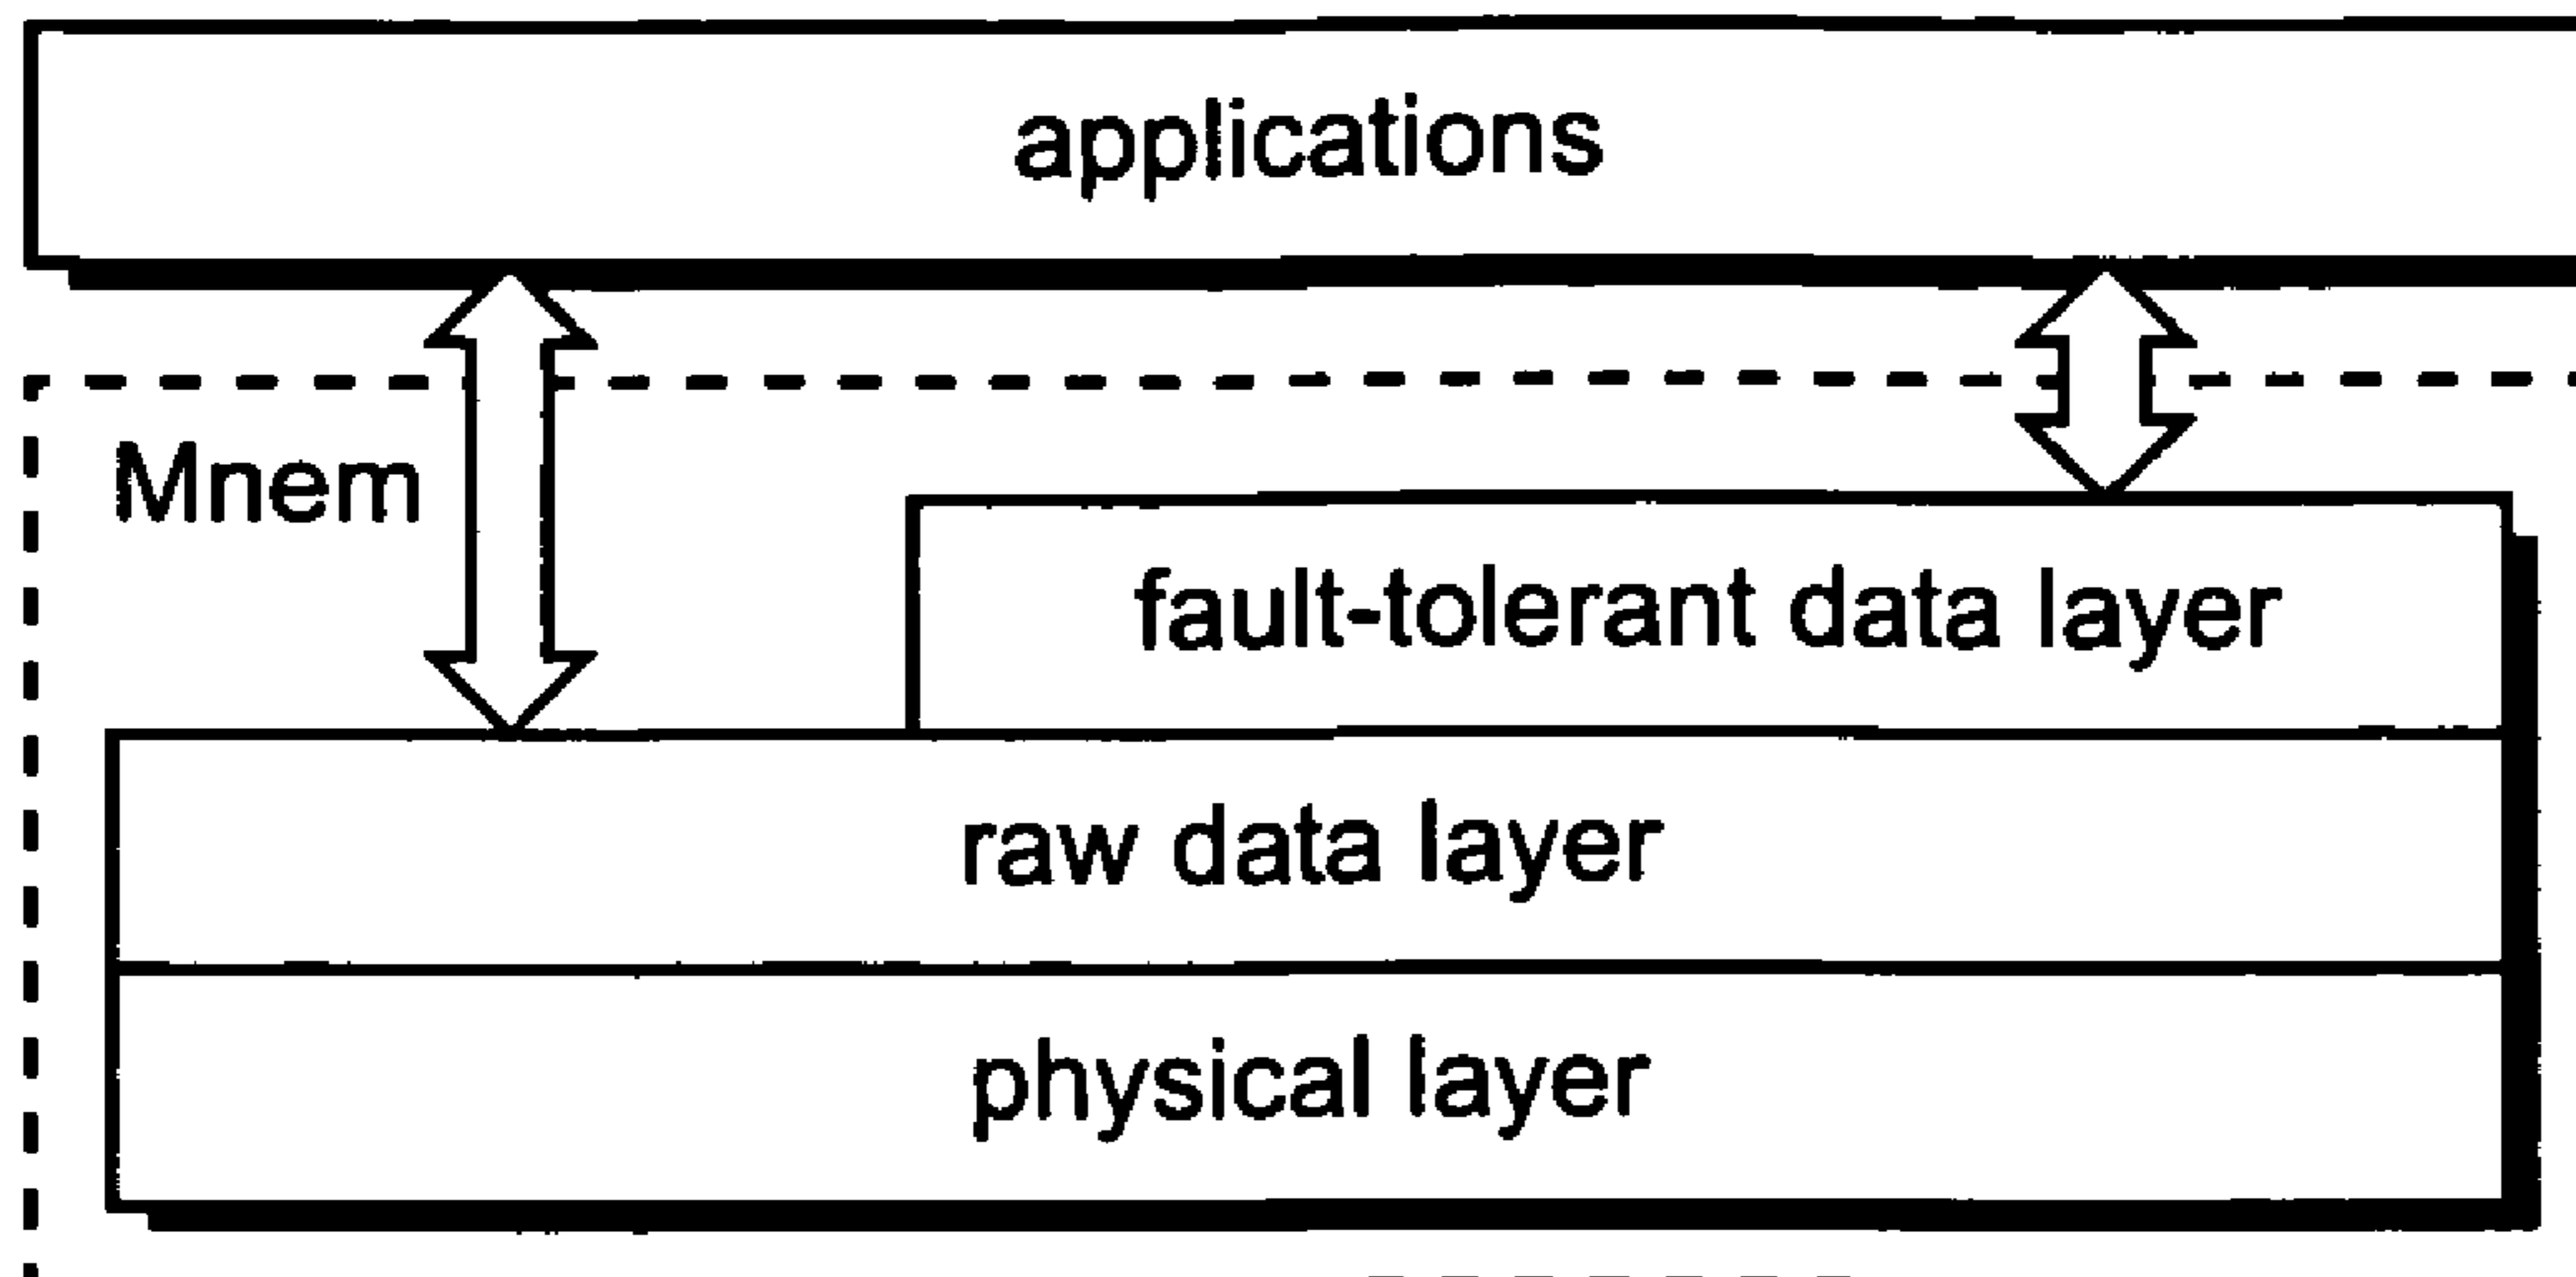 applications
Mnem
fault-tolerant data layer
raw data layer
physical layer